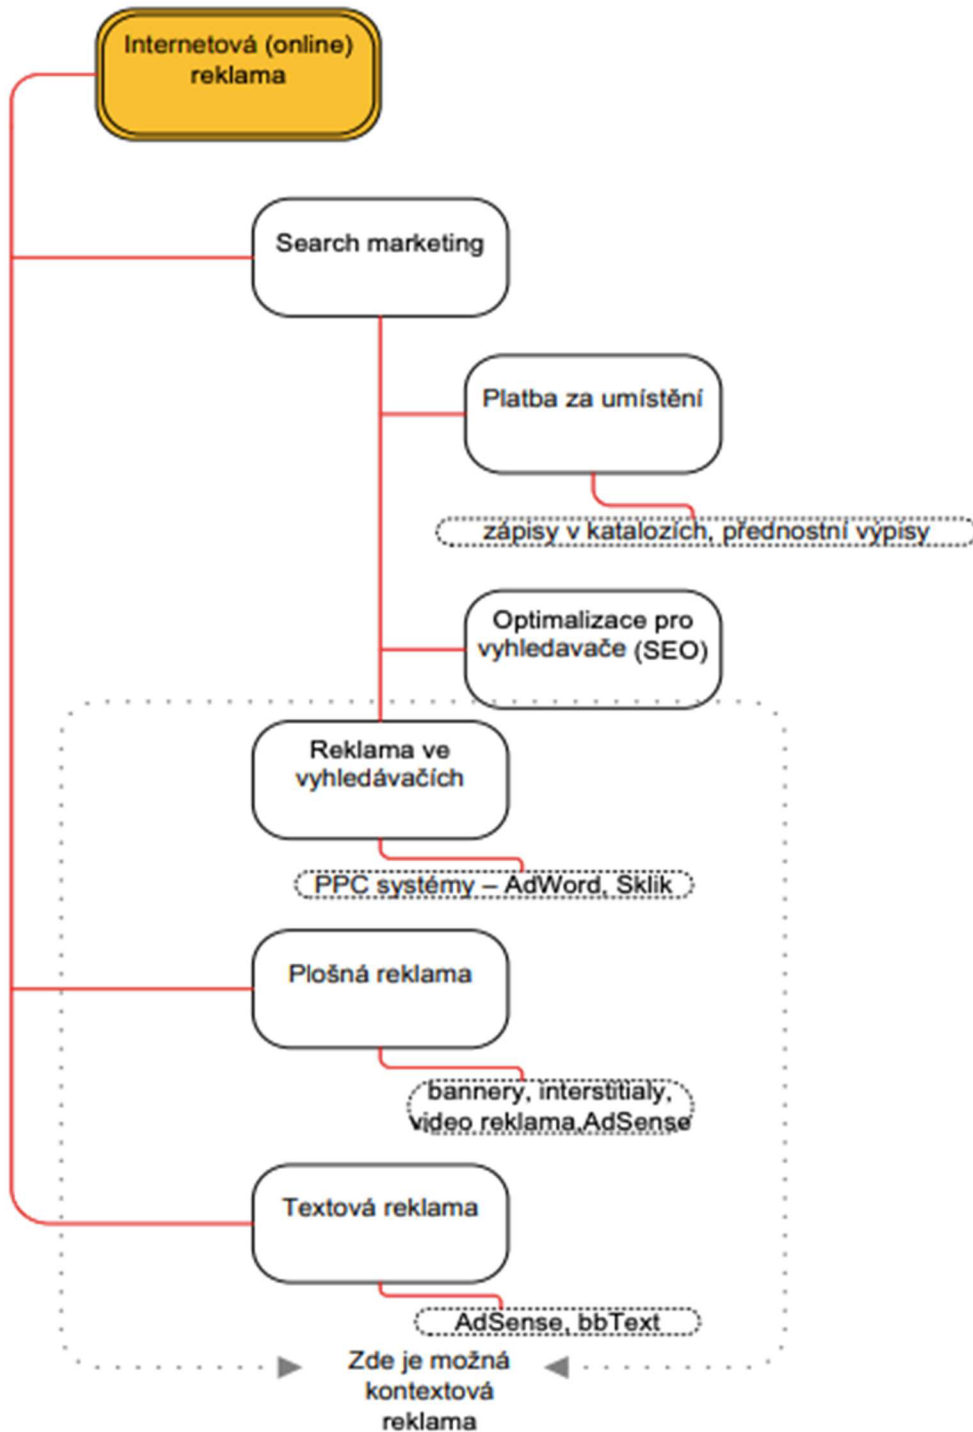 Internetová (online)
reklama
Search marketing
Platba za umístění
zápisy v katalozích, přednostní výpisy
Optimalizace pro
vyhledavače (SEO)
Reklama ve
vyhledávačích
PPC systémy – AdWord, Sklik
Plošná reklama
bannery, interstitialy,
video reklama,AdSense
Textová reklama
AdSense, bbText
Zde je možná
kontextová
reklama